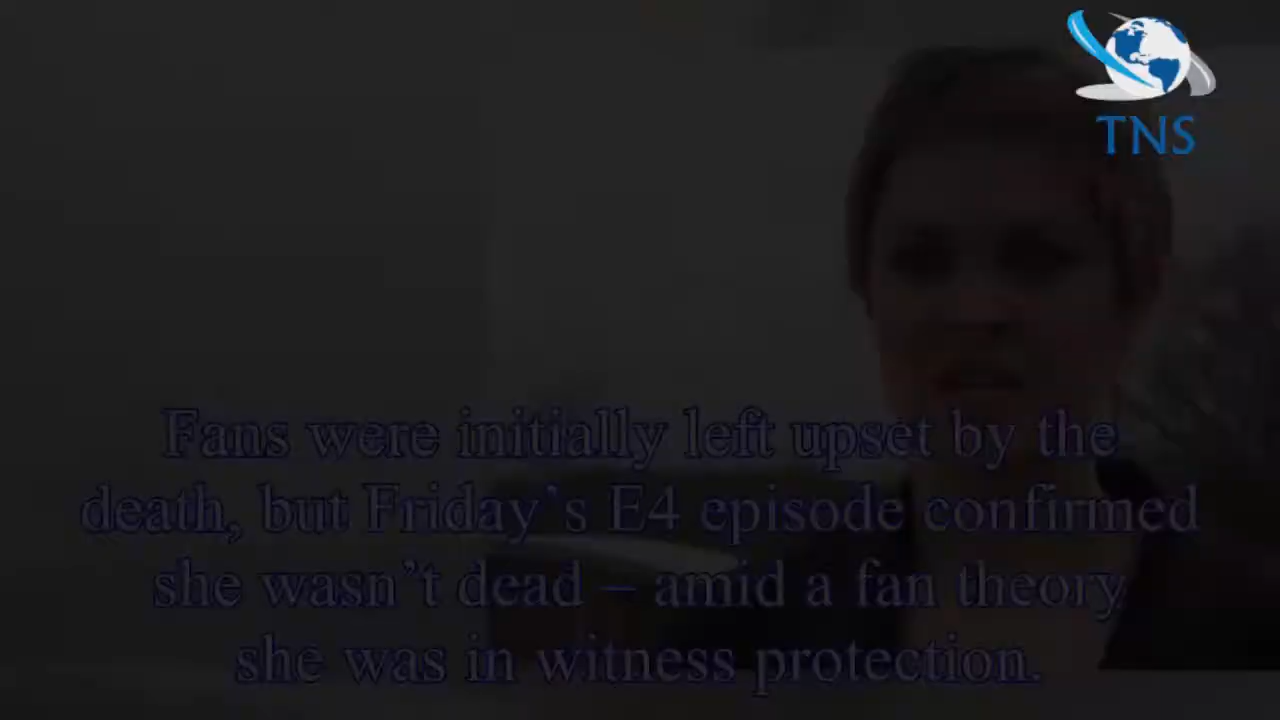 TNS
Fans were initially left upset by the
death, but Friday’s E4 episode confirmed
she wasn’t dead – amid a fan theory
she was in witness protection.